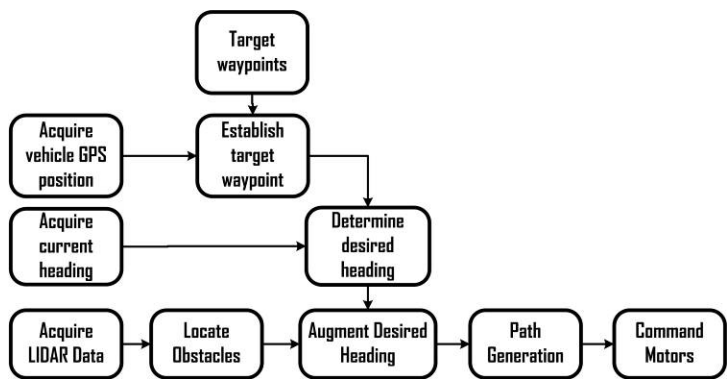 Target
waypoints
Acquire
vehicle GPS
position
Establish
target
waypoint
Acquire
current
heading
Determine
desired
heading
Acquire
LIDAR Data
Locate
Obstacles
Augment Desired
Heading
Path
Generation
Command
Motors